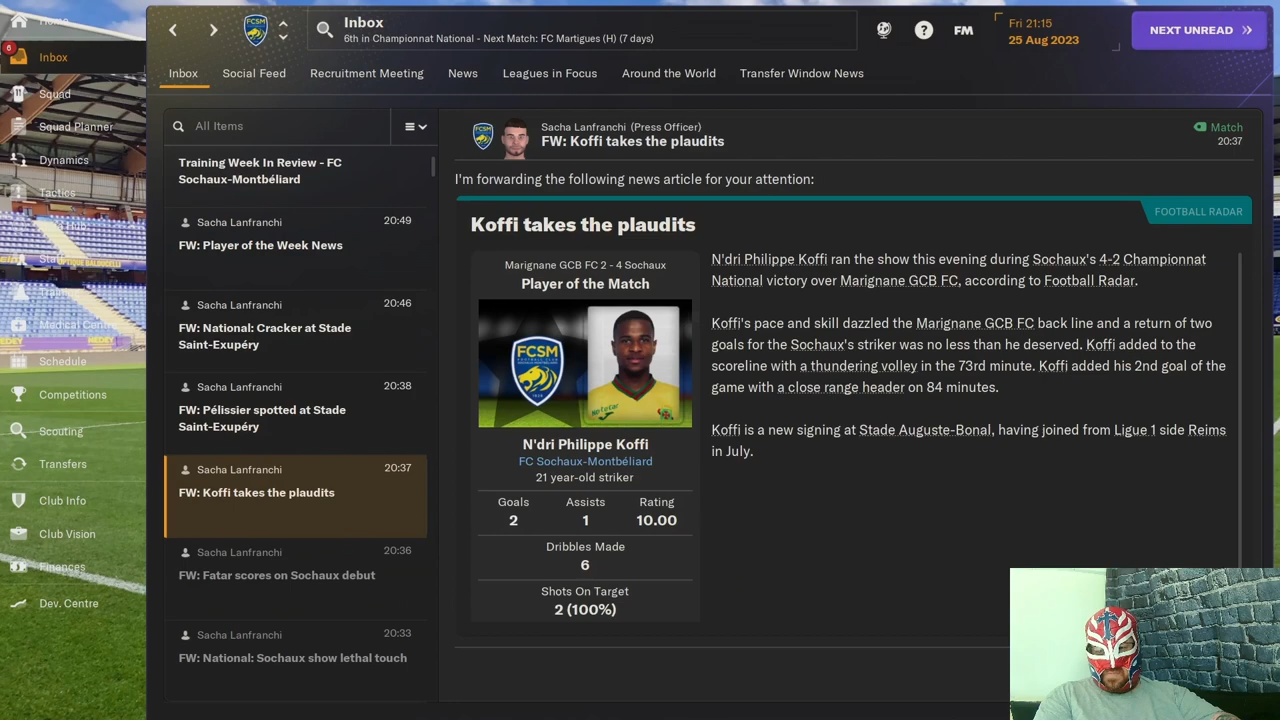 Home
6
Inbox
Squad
Squad Planner
Dynamics
Tactics
Medical Centre
Schedule
Competitions
Scouting
Transfers
Club Info
Club Vision
Finances
Dev. Centre
Inbox
6th in Championnat National - Next Match: FC Martigues (H) (7 days)
?
FM
Fri 21:15
25 Aug 2023
NEXT UNREAD
Inbox
Social Feed
Recruitment Meeting
News
Leagues in Focus
Around the World
Transfer Window News
All Items
Training Week In Review - FC
Sochaux-Montbéliard
Sacha Lanfranchi 20:49
FW: Player of the Week News
Sacha Lanfranchi 20:46
FW: National: Cracker at Stade
Saint-Exupéry
Sacha Lanfranchi 20:38
FW: Pélissier spotted at Stade
Saint-Exupéry
Sacha Lanfranchi 20:37
FW: Koffi takes the plaudits
Sacha Lanfranchi 20:36
FW: Fatar scores on Sochaux debut
Sacha Lanfranchi 20:33
FW: National: Sochaux show lethal touch
FCSM
Sacha Lanfranchi (Press Officer)
FW: Koffi takes the plaudits
Match
20:37
I'm forwarding the following news article for your attention:
FOOTBALL RADAR
Koffi takes the plaudits
Marignane GCB FC 2 - 4 Sochaux
Player of the Match
FCSM
N'dri Philippe Koffi
FC Sochaux-Montbéliard
21 year-old striker
Goals Assists Rating
2 1 10.00
Dribbles Made
6
Shots On Target
2 (100%)
N'dri Philippe Koffi ran the show this evening during Sochaux's 4-2 Championnat
National victory over Marignane GCB FC, according to Football Radar.
Koffi's pace and skill dazzled the Marignane GCB FC back line and a return of two
goals for the Sochaux's striker was no less than he deserved. Koffi added to the
scoreline with a thundering volley in the 73rd minute. Koffi added his 2nd goal of the
game with a close range header on 84 minutes.
Koffi is a new signing at Stade Auguste-Bonal, having joined from Ligue 1 side Reims
in July.